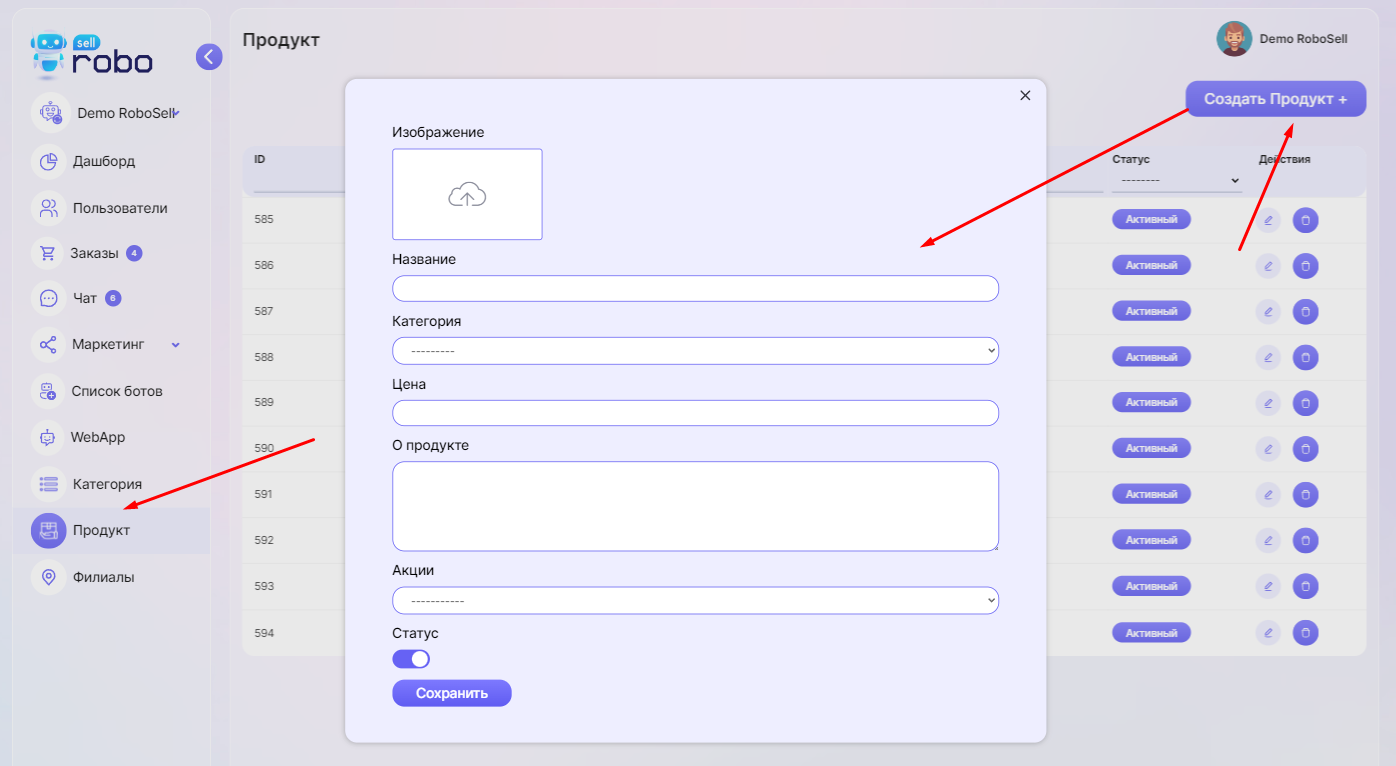 sell
robo
Demo RoboSell
Дашборд
Пользователи
Заказы 4
Чат 6
Маркетинг
Список ботов
WebApp
Категория
Продукт
Филиалы
Продукт
Demo RoboSell
Создать Продукт +
ID
Статус
Действия
--------
585 Активный
586 Активный
587 Активный
588 Активный
589 Активный
590 Активный
591 Активный
592 Активный
593 Активный
594 Активный
Изображение
Название
Категория
---------
Цена
О продукте
Акции
-----------
Статус
Сохранить